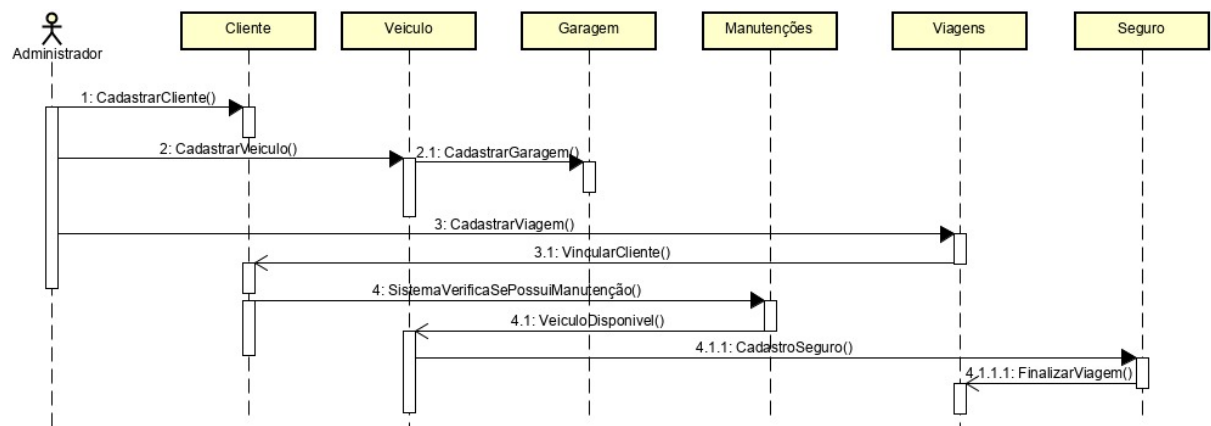 Administrador
Cliente
Veiculo
Garagem
Manutenções
Viagens
Seguro
1: CadastrarCliente()
2: CadastrarVeiculo()
2.1: CadastrarGaragem()
3: CadastrarViagem()
3.1: VincularCliente()
4: SistemaVerificaSePossuiManutenção()
4.1: VeiculoDisponivel()
4.1.1: CadastroSeguro()
4.1.1.1: FinalizarViagem()